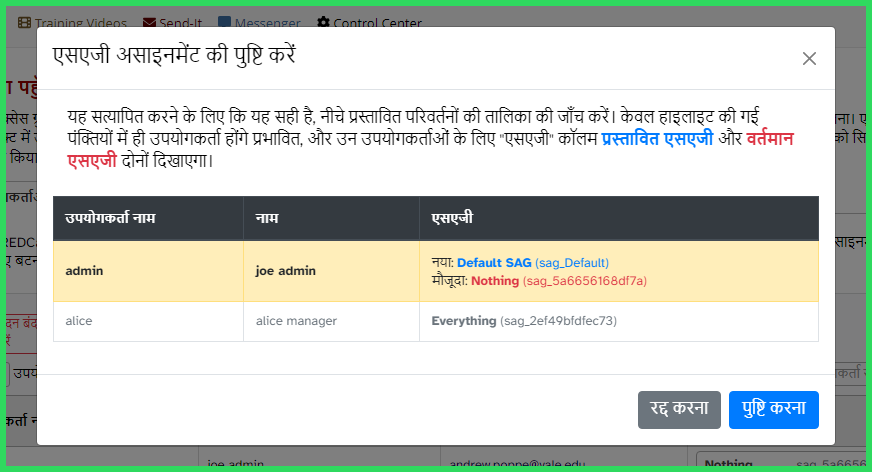 Training Videos Send-It Messenger Control Center
एसएजी असाइनमेंट की पुष्टि करें
यह सत्यापित करने के लिए कि यह सही है, नीचे प्रस्तावित परिवर्तनों की तालिका की जाँच करें। केवल हाइलाइट की गई
पंक्तियों में ही उपयोगकर्ता होंगे प्रभावित, और उन उपयोगकर्ताओं के लिए "एसएजी" कॉलम प्रस्तावित एसएजी और वर्तमान
एसएजी दोनों दिखाएगा।
उपयोगकर्ता नाम नाम एसएजी
admin joe admin नया: Default SAG (sag_Default)
मौजूदा: Nothing (sag_5a6656168df7a)
alice alice manager Everything (sag_2ef49bfdfec73)
रद्द करना पुष्टि करना
joe admin andrew.poppe@yale.edu Nothing